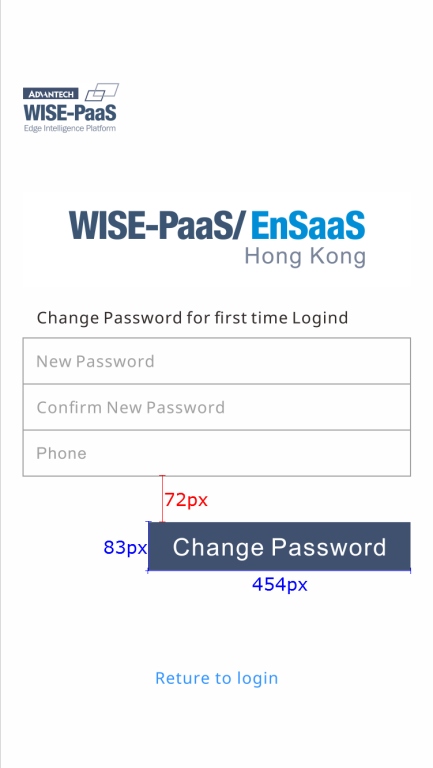 ADVANTECH
WISE-PaaS
Edge Intelligence Platform
WISE-PaaS/EnSaaS
Hong Kong
Change Password for first time Logind
New Password
Confirm New Password
Phone
72px
83px
Change Password
454px
Reture to login